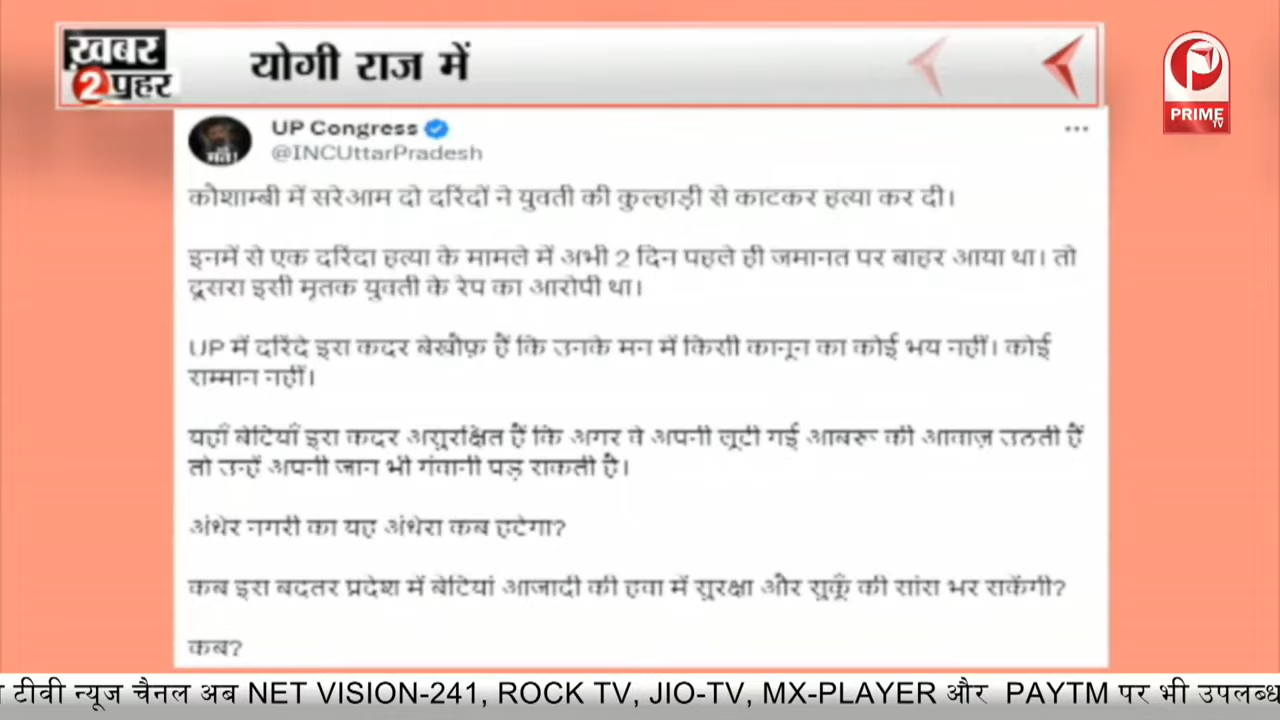 ख़बर
2 प्रहर
योगी राज में
PRIME
TV
UP Congress
@INCUttarPradesh
कौशाम्बी में सरेआम दो दरिंदों ने युवती की कुल्हाड़ी से काटकर हत्या कर दी।
इनमें से एक दरिंदा हत्या के मामले में अभी 2 दिन पहले ही जमानत पर बाहर आया था। तो
दूसरा इसी मृतक युवती के रेप का आरोपी था।
UP में दरिंदे इस कदर बेखौफ़ हैं कि उनके मन में किसी कानून का कोई भय नहीं। कोई
सम्मान नहीं।
यहाँ बेटियाँ इस कदर असुरक्षित हैं कि अगर वे अपनी लूटी गई आबरू की आवाज़ उठती हैं
तो उन्हें अपनी जान भी गंवानी पड़ सकती है।
अंधेर नगरी का यह अंधेरा कब हटेगा?
कब इस बदतर प्रदेश में बेटियां आजादी की हवा में सुरक्षा और सुकूँ की सांस भर सकेंगी?
कब?
टीवी न्यूज चैनल अब NET VISION-241, ROCK TV, JIO-TV, MX-PLAYER और PAYTM पर भी उपलब्ध